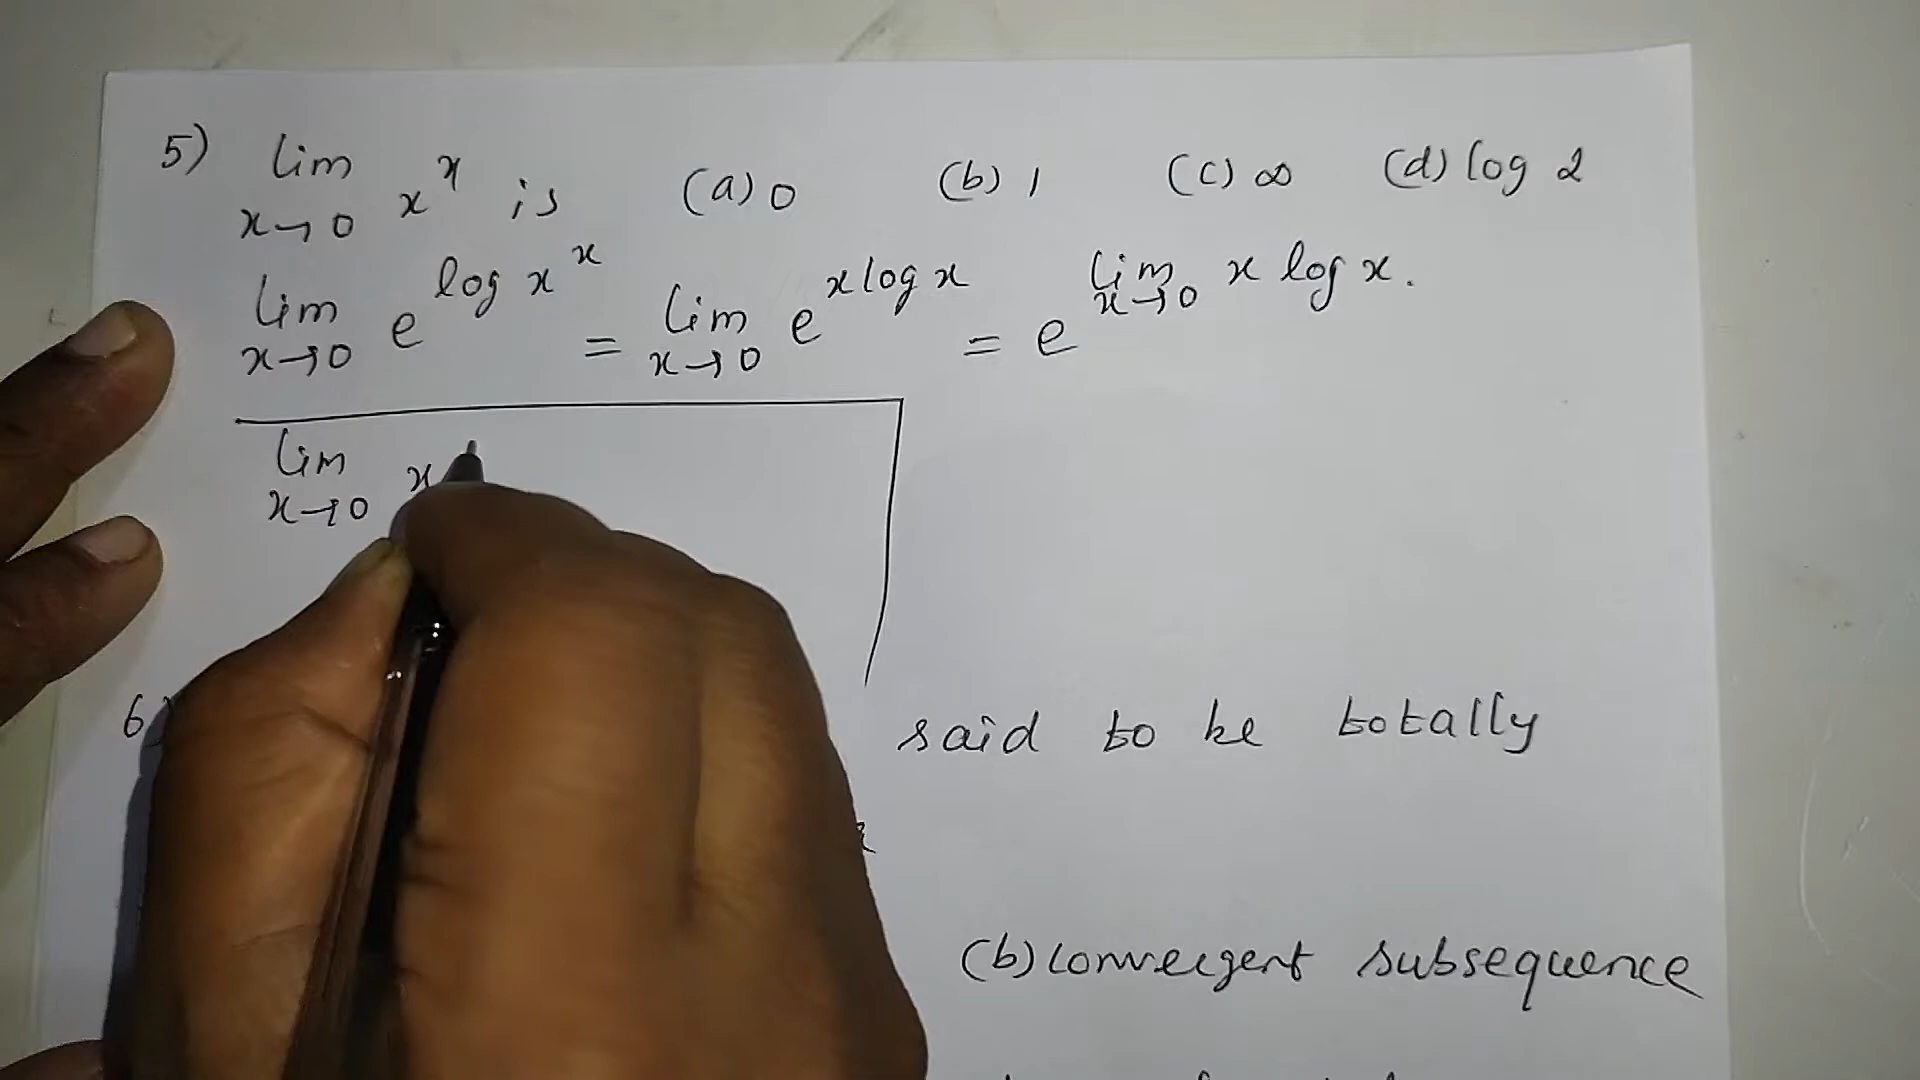 5) lim x→0 x^x is (a) 0 (b) 1 (c) ∞ (d) log 2
lim x→0 e^{log x^x} = lim x→0 e^{x log x} = e^{lim x→0 x log x}.
lim x→0 x
6) said to be totally
(b) convergent subsequence